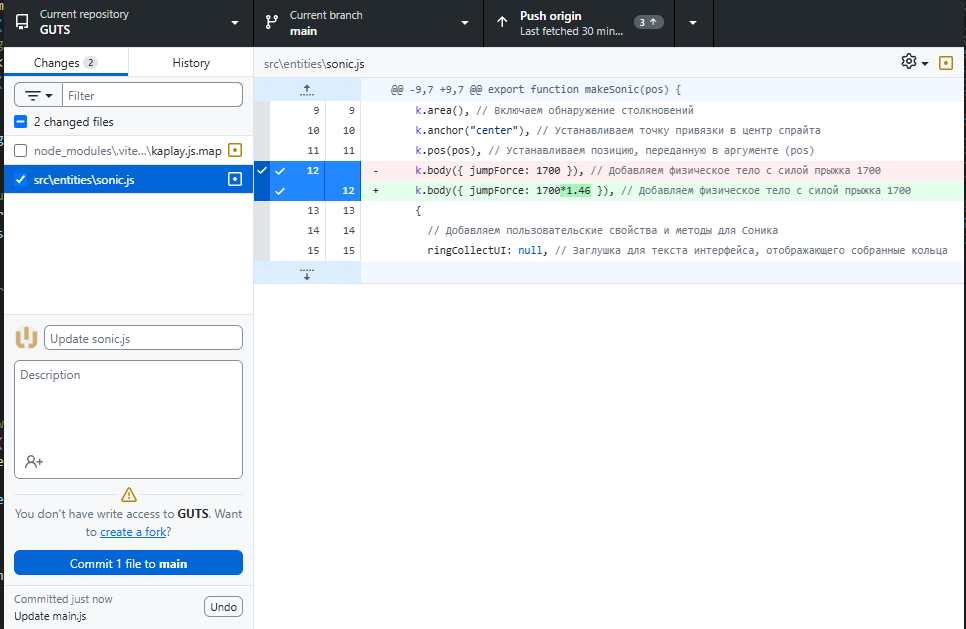 Current repository
GUTS
Current branch
main
Push origin
Last fetched 30 min...
3
Changes 2
History
src\entities\sonic.js
Filter
2 changed files
node_modules\.vite...\kaplay.js.map
src\entities\sonic.js
@@ -9,7 +9,7 @@ export function makeSonic(pos) {
9 9 k.area(), // Включаем обнаружение столкновений
10 10 k.anchor("center"), // Устанавливаем точку привязки в центр спрайта
11 11 k.pos(pos), // Устанавливаем позицию, переданную в аргументе (pos)
12 - k.body({ jumpForce: 1700 }), // Добавляем физическое тело с силой прыжка 1700
12 + k.body({ jumpForce: 1700*1.46 }), // Добавляем физическое тело с силой прыжка 1700
13 13 {
14 14 // Добавляем пользовательские свойства и методы для Соника
15 15 ringCollectUI: null, // Заглушка для текста интерфейса, отображающего собранные кольца
Update sonic.js
Description
You don't have write access to GUTS. Want
to create a fork?
Commit 1 file to main
Committed just now
Update main.js
Undo